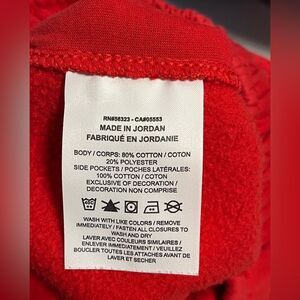 RN#56323 - CA#05553
MADE IN JORDAN
FABRIQUÉ EN JORDANIE
BODY / CORPS: 80% COTTON / COTON
20% POLYESTER
SIDE POCKETS / POCHES LATÉRALES:
100% COTTON / COTON
EXCLUSIVE OF DECORATION /
DECORATION NON COMPRISE
WASH WITH LIKE COLORS / REMOVE
IMMEDIATELY / FASTEN ALL CLOSURES TO
WASH AND DRY
LAVER AVEC COULEURS SIMILAIRES /
ENLEVER IMMEDIATEMENT /
BOUCLER TOUTES LES ATTACHES AVANT DE
LAVER ET SECHER